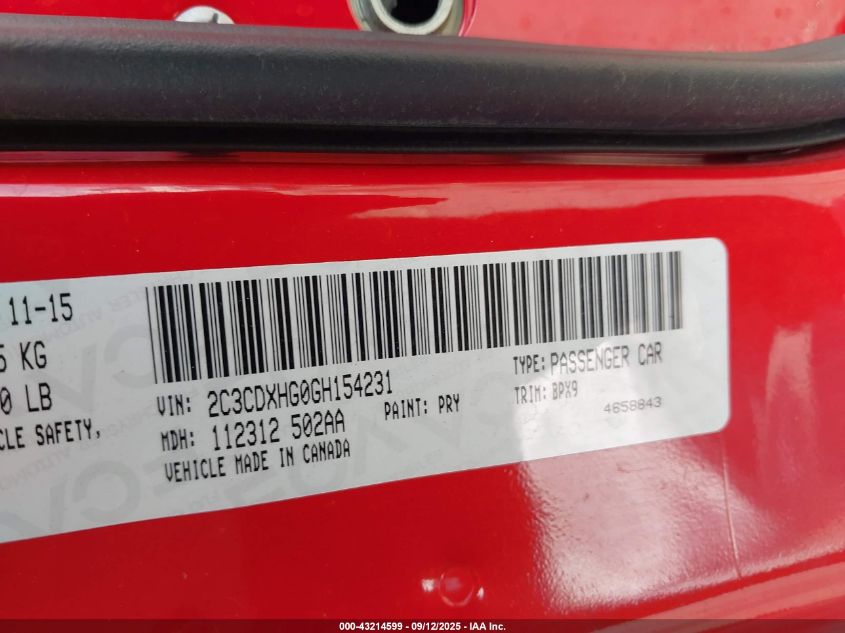 11-15
5 KG
0 LB
CLE SAFETY,
VIN: 2C3CDXHG0GH154231
TYPE: PASSENGER CAR
MDH: 112312 502AA
PAINT: PRY
TRIM: BPX9
VEHICLE MADE IN CANADA
4658843
000-43214599 - 09/12/2025 - IAA Inc.